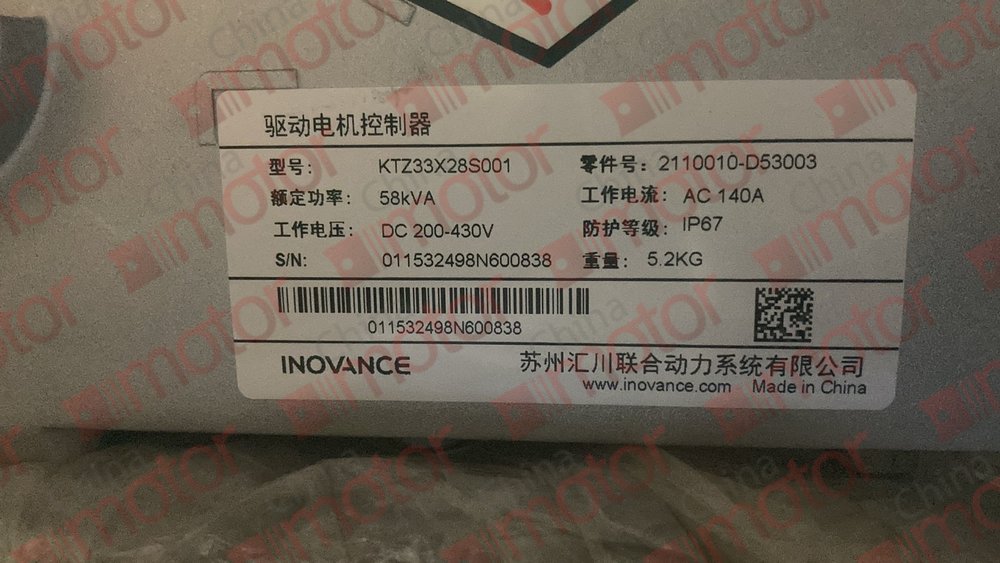 驱动电机控制器
型号: KTZ33X28S001 零件号: 2110010-D53003
额定功率: 58kVA 工作电流: AC 140A
工作电压: DC 200-430V 防护等级: IP67
S/N: 011532498N600838 重量: 5.2KG
011532498N600838
INOVANCE 苏州汇川联合动力系统有限公司
www.inovance.com Made in China
China motor